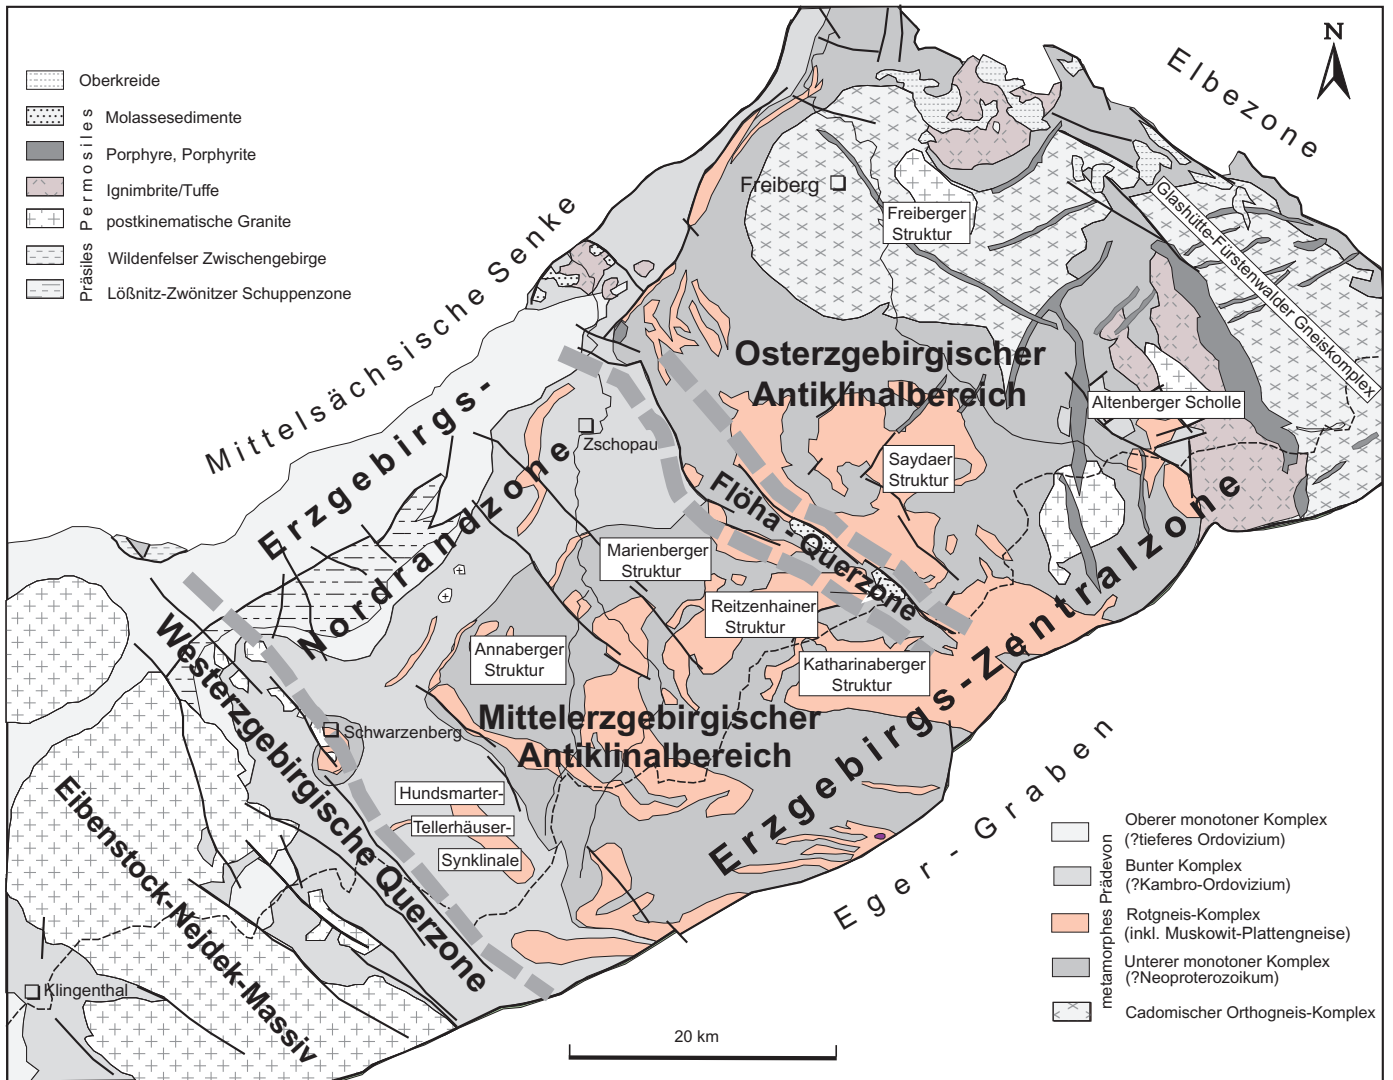 Oberkreide
Permosiles
Molassesedimente
Porphyre, Porphyrite
Ignimbrite/Tuffe
postkinematische Granite
Präsiles
Wildenfelser Zwischengebirge
Lößnitz-Zwönitzer Schuppenzone
N
Elbezone
Mittelsächsische Senke
Freiberg
Freiberger
Struktur
Glashütte-Fürstenwalder Gneiskomplex
Osterzgebirgischer
Antiklinalbereich
Altenberger Scholle
Erzgebirgs-
Nordrandzone
Zschopau
Saydaer
Struktur
Flöha-Querzone
Marienberger
Struktur
Reitzenhainer
Struktur
Annaberger
Struktur
Katharinaberger
Struktur
Erzgebirgs-Zentralzone
Westerzgebirgische Querzone
Schwarzenberg
Mittelerzgebirgischer
Antiklinalbereich
Hundsmarter-
Tellerhäuser-
Synklinale
Eibenstock-Nejdek-Massiv
Klingenthal
Eger-Graben
20 km
metamorphes Prädevon
Oberer monotoner Komplex
(?tieferes Ordovizium)
Bunter Komplex
(?Kambro-Ordovizium)
Rotgneis-Komplex
(inkl. Muskowit-Plattengneise)
Unterer monotoner Komplex
(?Neoproterozoikum)
Cadomischer Orthogneis-Komplex